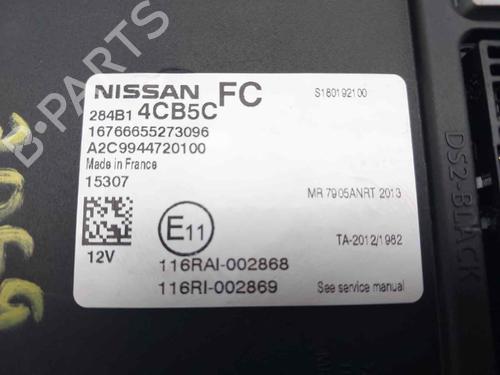 B-PARTS
NISSAN FC
S180192100
284B1 4CB5C
16766655273096
A2C9944720100
Made in France
15307
MR 7905ANRT 2013
E11
TA-2012/1982
12V
116RAI-002868
116RI-002869
See service manual
DS2-BLACK